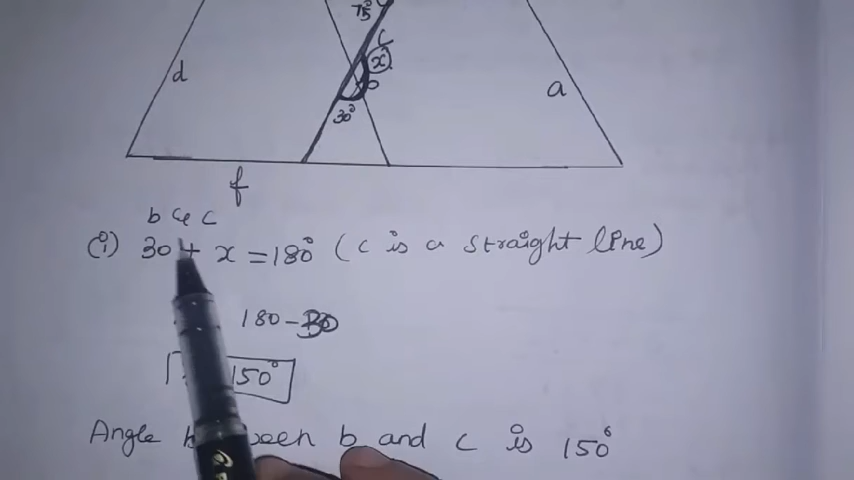 75°
c
d
x
a
30°
f
b & c
(i) 30 + x = 180° (c is a straight line)
180 - 30
150°
Angle between b and c is 150°